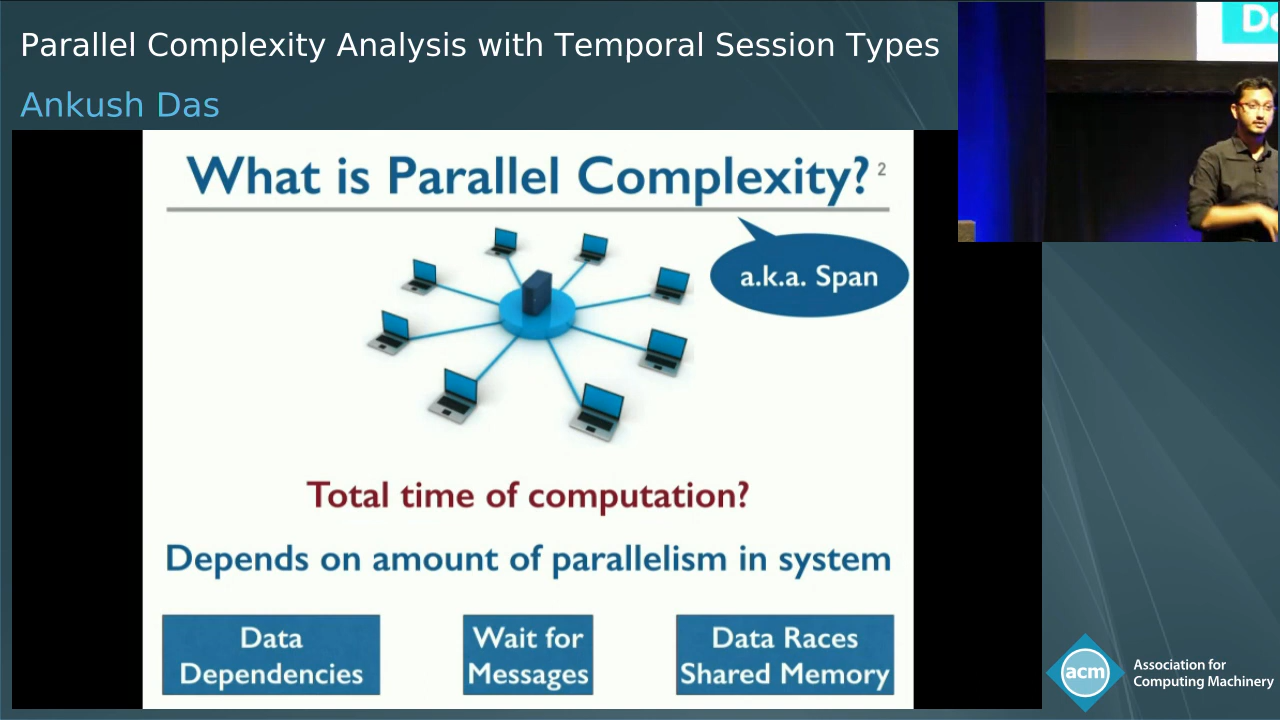 Parallel Complexity Analysis with Temporal Session Types
Ankush Das
What is Parallel Complexity?
2
a.k.a. Span
Total time of computation?
Depends on amount of parallelism in system
Data
Dependencies
Wait for
Messages
Data Races
Shared Memory
acm
Association for
Computing Machinery